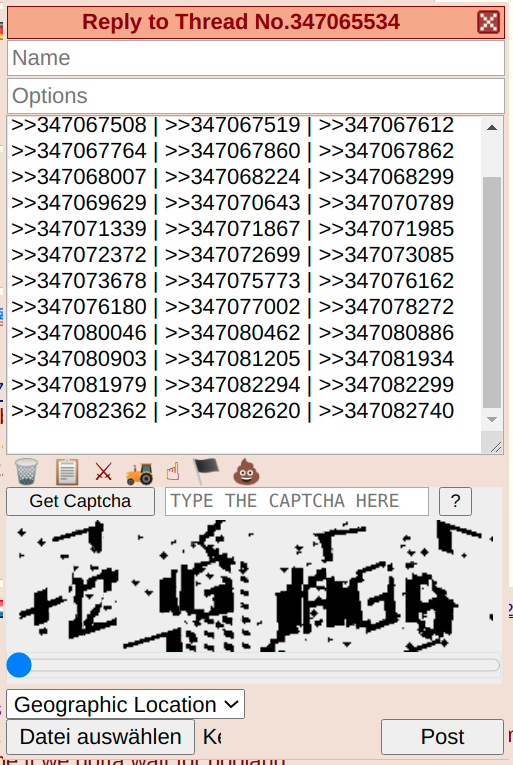 Reply to Thread No.347065534
Name
Options
>>347067508 | >>347067519 | >>347067612
>>347067764 | >>347067860 | >>347067862
>>347068007 | >>347068224 | >>347068299
>>347069629 | >>347070643 | >>347070789
>>347071339 | >>347071867 | >>347071985
>>347072372 | >>347072699 | >>347073085
>>347073678 | >>347075773 | >>347076162
>>347076180 | >>347077002 | >>347078272
>>347080046 | >>347080462 | >>347080886
>>347080903 | >>347081205 | >>347081934
>>347081979 | >>347082294 | >>347082299
>>347082362 | >>347082620 | >>347082740
Get Captcha
TYPE THE CAPTCHA HERE
?
Geographic Location
Datei auswählen
Post